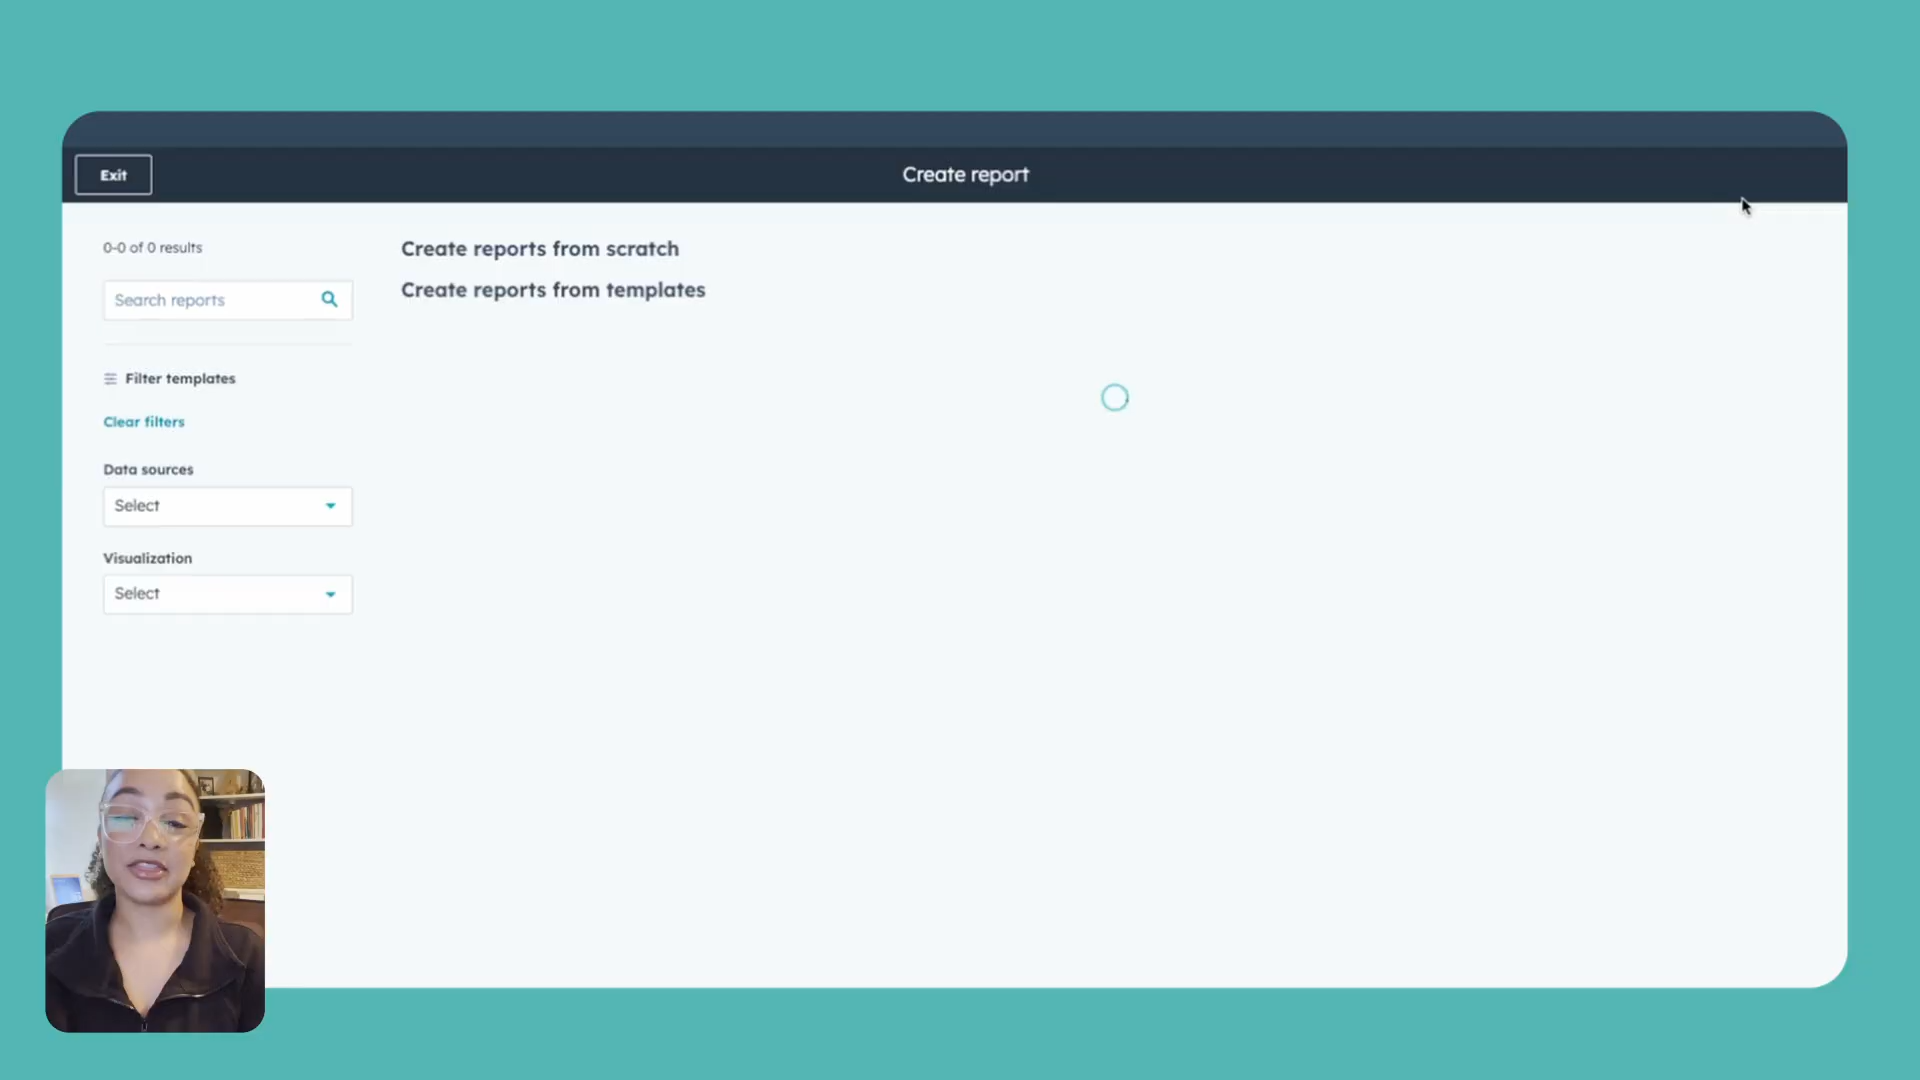 Exit
Create report
0-0 of 0 results
Search reports
Filter templates
Clear filters
Data sources
Select
Visualization
Select
Create reports from scratch
Create reports from templates